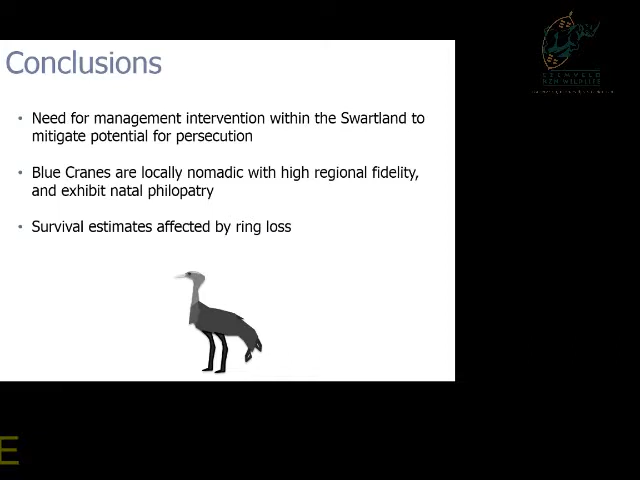 Conclusions
• Need for management intervention within the Swartland to
mitigate potential for persecution
• Blue Cranes are locally nomadic with high regional fidelity,
and exhibit natal philopatry
• Survival estimates affected by ring loss
E